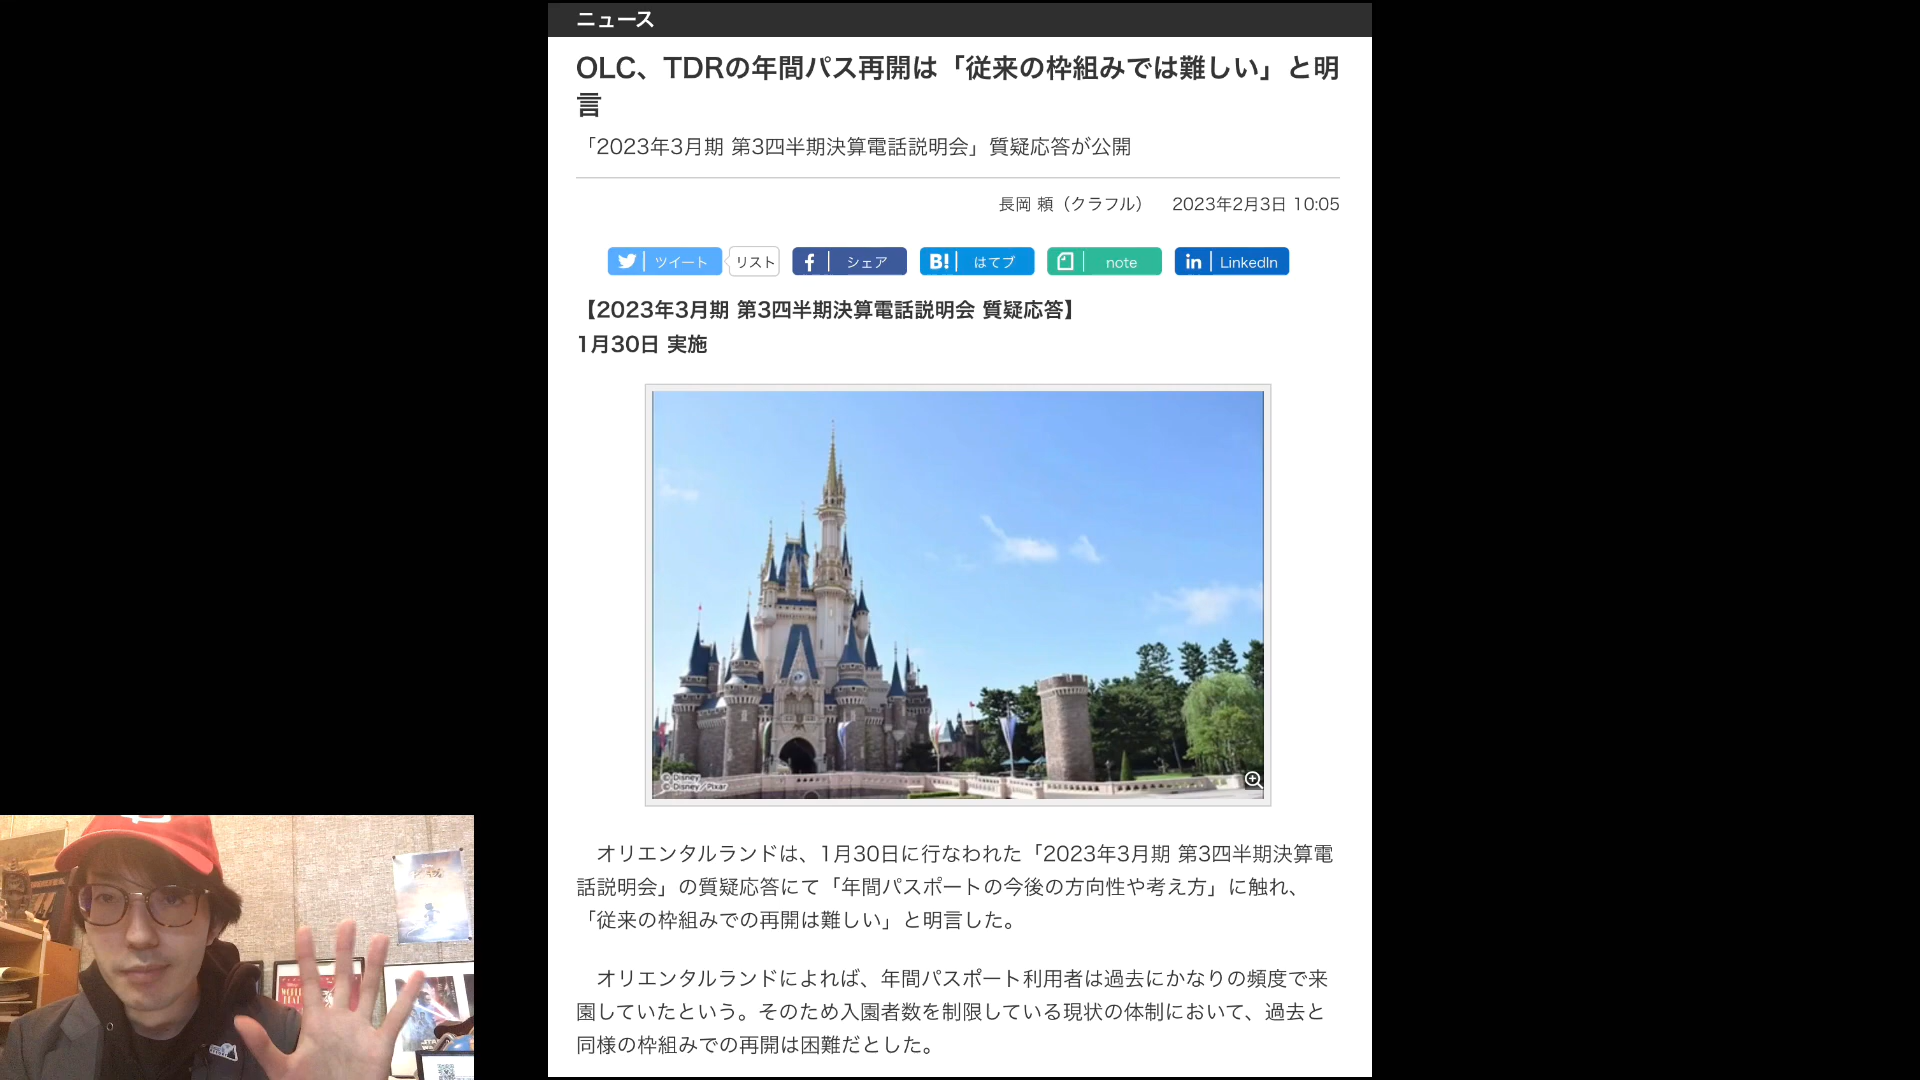 ニュース
OLC、TDRの年間パス再開は「従来の枠組みでは難しい」と明
言
「2023年3月期 第3四半期決算電話説明会」質疑応答が公開
長岡 頼（クラフル） 2023年2月3日 10:05
ツイート リスト シェア B! はてブ note in LinkedIn
【2023年3月期 第3四半期決算電話説明会 質疑応答】
1月30日 実施
© Disney
© Disney／Pixar
オリエンタルランドは、1月30日に行なわれた「2023年3月期 第3四半期決算電
話説明会」の質疑応答にて「年間パスポートの今後の方向性や考え方」に触れ、
「従来の枠組みでの再開は難しい」と明言した。
オリエンタルランドによれば、年間パスポート利用者は過去にかなりの頻度で来
園していたという。そのため入園者数を制限している現状の体制において、過去と
同様の枠組みでの再開は困難だとした。
STAR